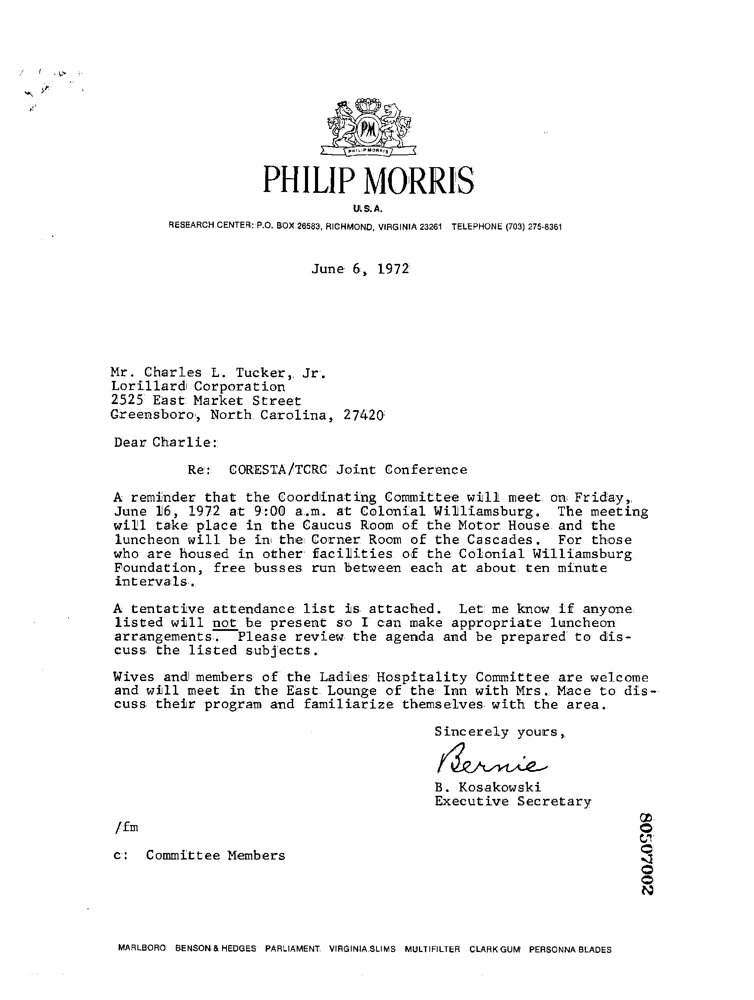 PM
PHILIP MORRIS
PHILIP MORRIS
U.S.A.
RESEARCH CENTER: P.O. BOX 26583, RICHMOND, VIRGINIA 23261 TELEPHONE (703) 275-8361
June 6, 1972
Mr. Charles L. Tucker, Jr.
Lorillard Corporation
2525 East Market Street
Greensboro, North Carolina, 27420
Dear Charlie:
Re: CORESTA/TCRC Joint Conference
A reminder that the Coordinating Committee will meet on Friday,
June 16, 1972 at 9:00 a.m. at Colonial Williamsburg. The meeting
will take place in the Caucus Room of the Motor House and the
luncheon will be in the Corner Room of the Cascades. For those
who are housed in other facilities of the Colonial Williamsburg
Foundation, free busses run between each at about ten minute
intervals.
A tentative attendance list is attached. Let me know if anyone
listed will not be present so I can make appropriate luncheon
arrangements. Please review the agenda and be prepared to dis-
cuss the listed subjects.
Wives and members of the Ladies Hospitality Committee are welcome
and will meet in the East Lounge of the Inn with Mrs. Mace to dis-
cuss their program and familiarize themselves with the area.
Sincerely yours,
Bernie
B. Kosakowski
Executive Secretary
/fm
c: Committee Members
80507002
MARLBORO BENSON & HEDGES PARLIAMENT VIRGINIA SLIMS MULTIFILTER CLARK GUM PERSONNA BLADES